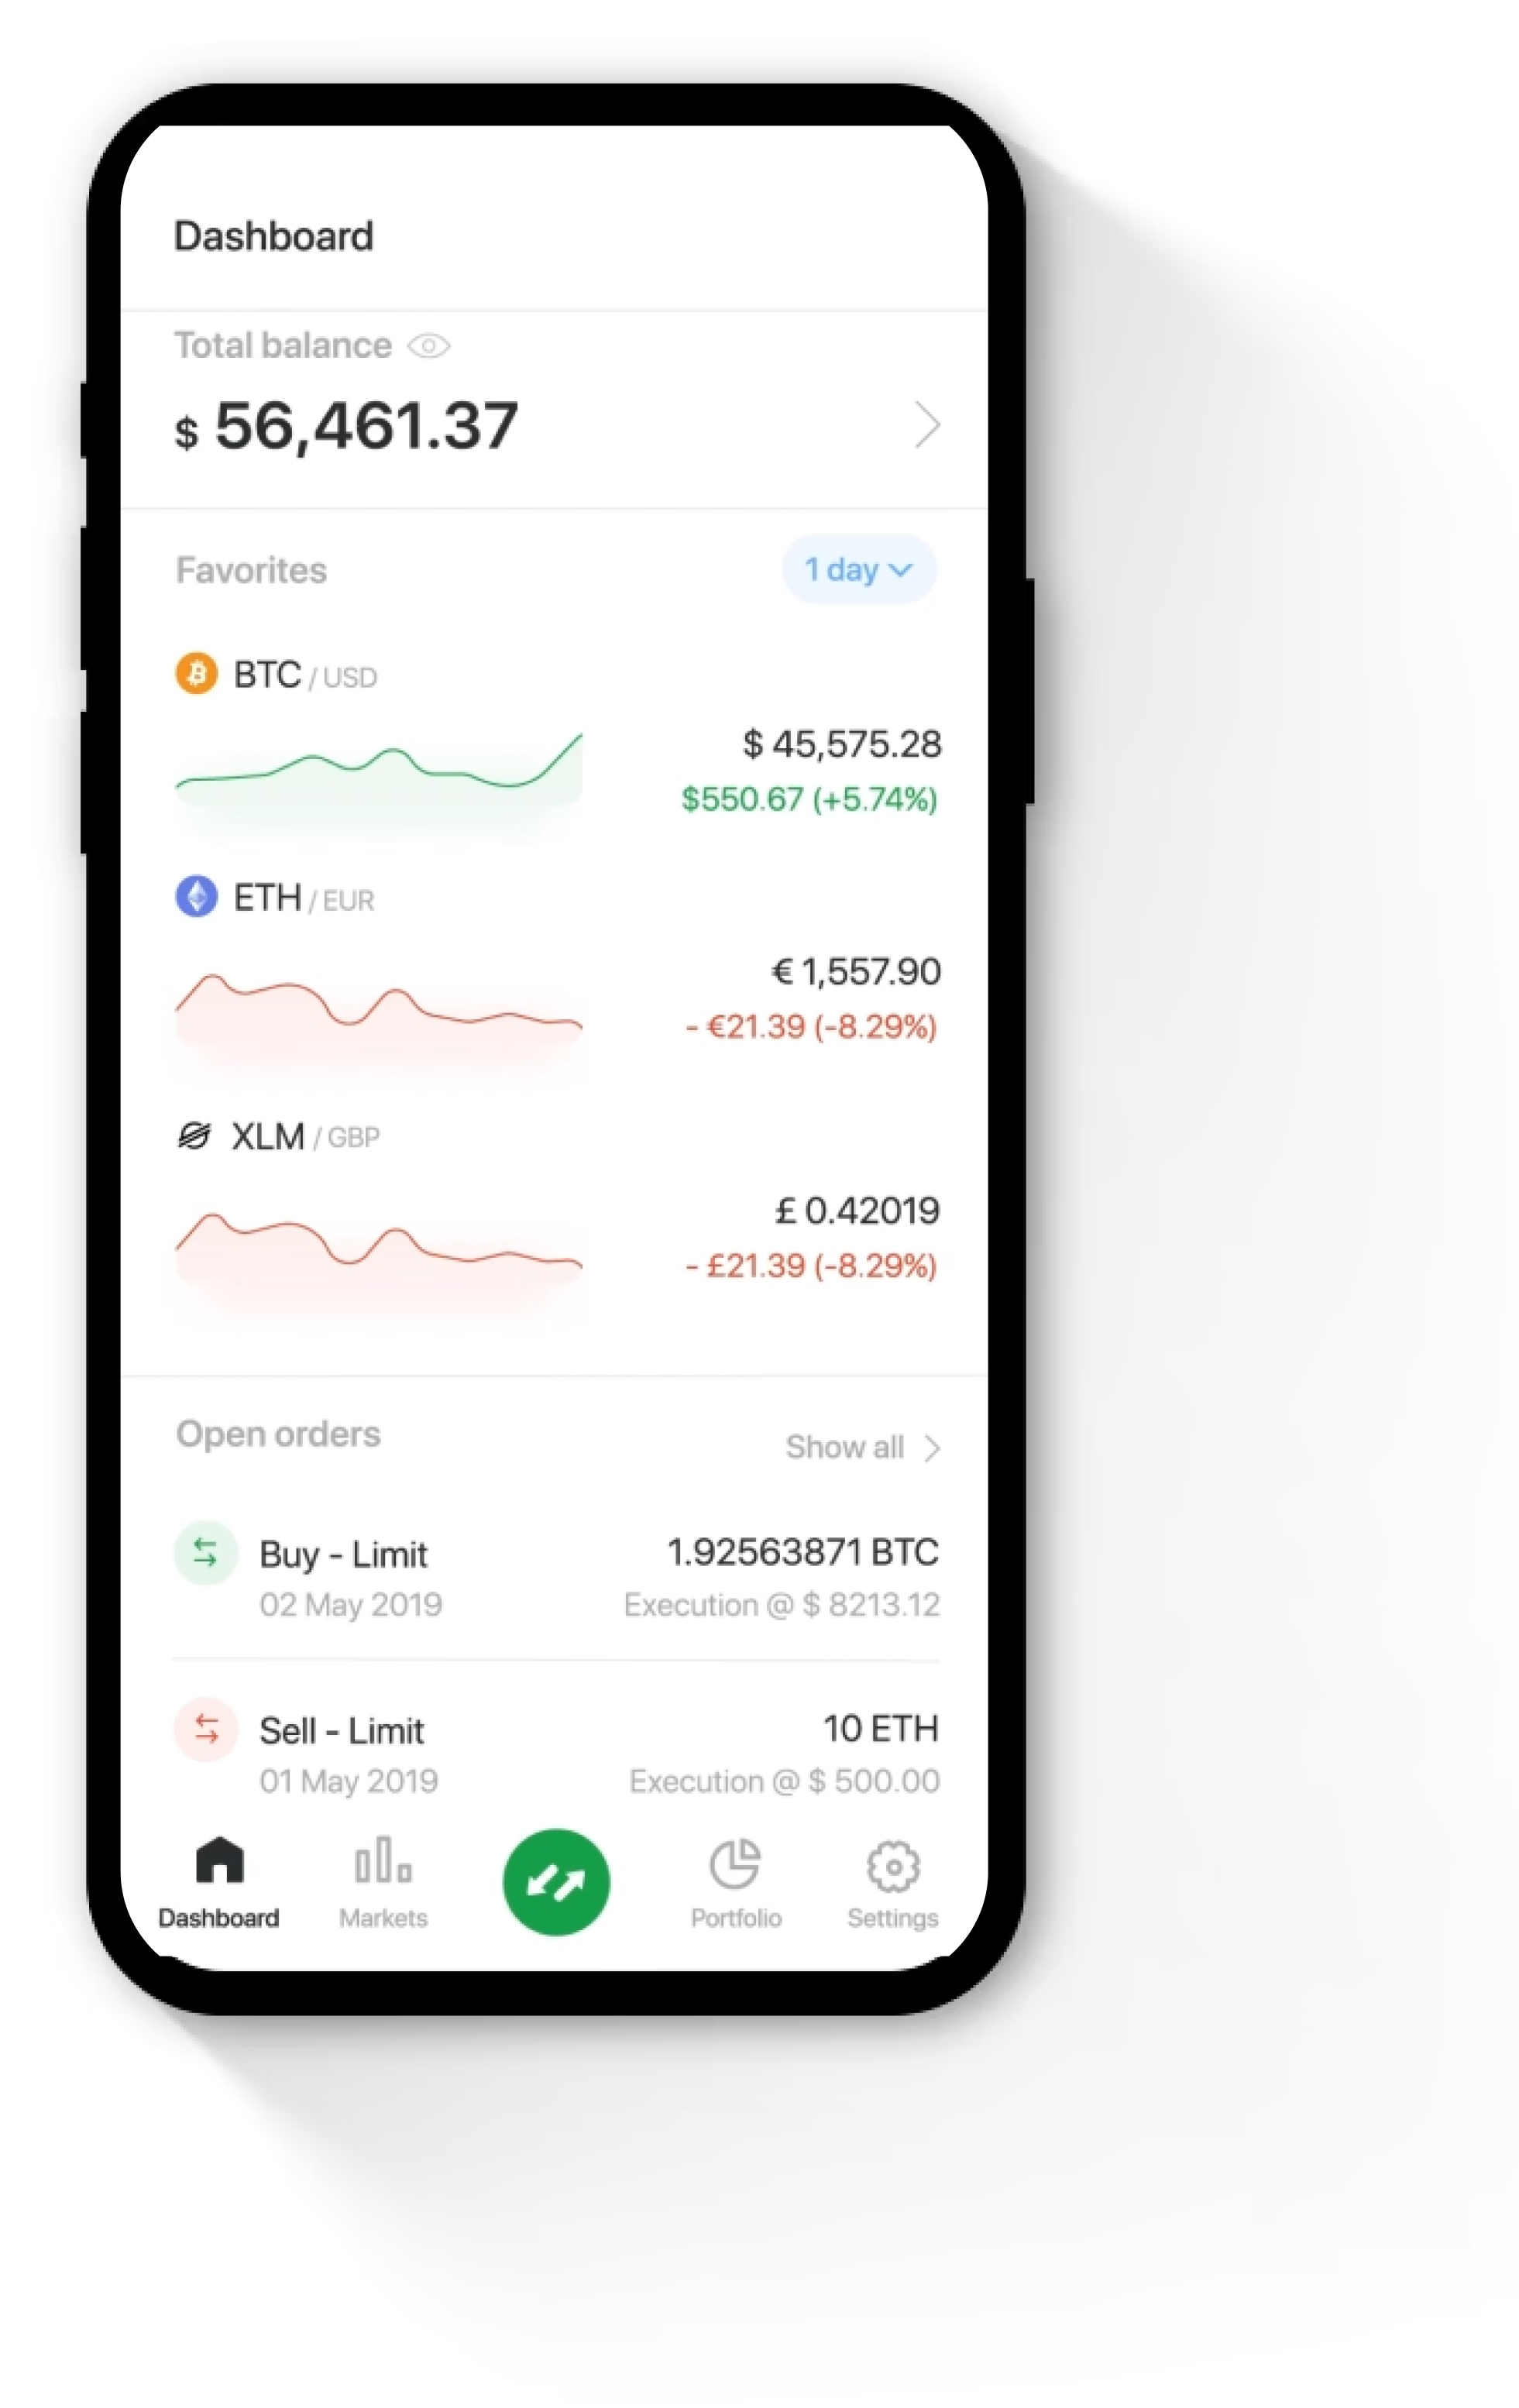 Dashboard
Total balance
$ 56,461.37
Favorites
1 day
BTC / USD
$ 45,575.28
$550.67 (+5.74%)
ETH / EUR
€ 1,557.90
- €21.39 (-8.29%)
XLM / GBP
£ 0.42019
- £21.39 (-8.29%)
Open orders
Show all
Buy - Limit
1.92563871 BTC
02 May 2019
Execution @ $ 8213.12
Sell - Limit
10 ETH
01 May 2019
Execution @ $ 500.00
Dashboard
Markets
Portfolio
Settings